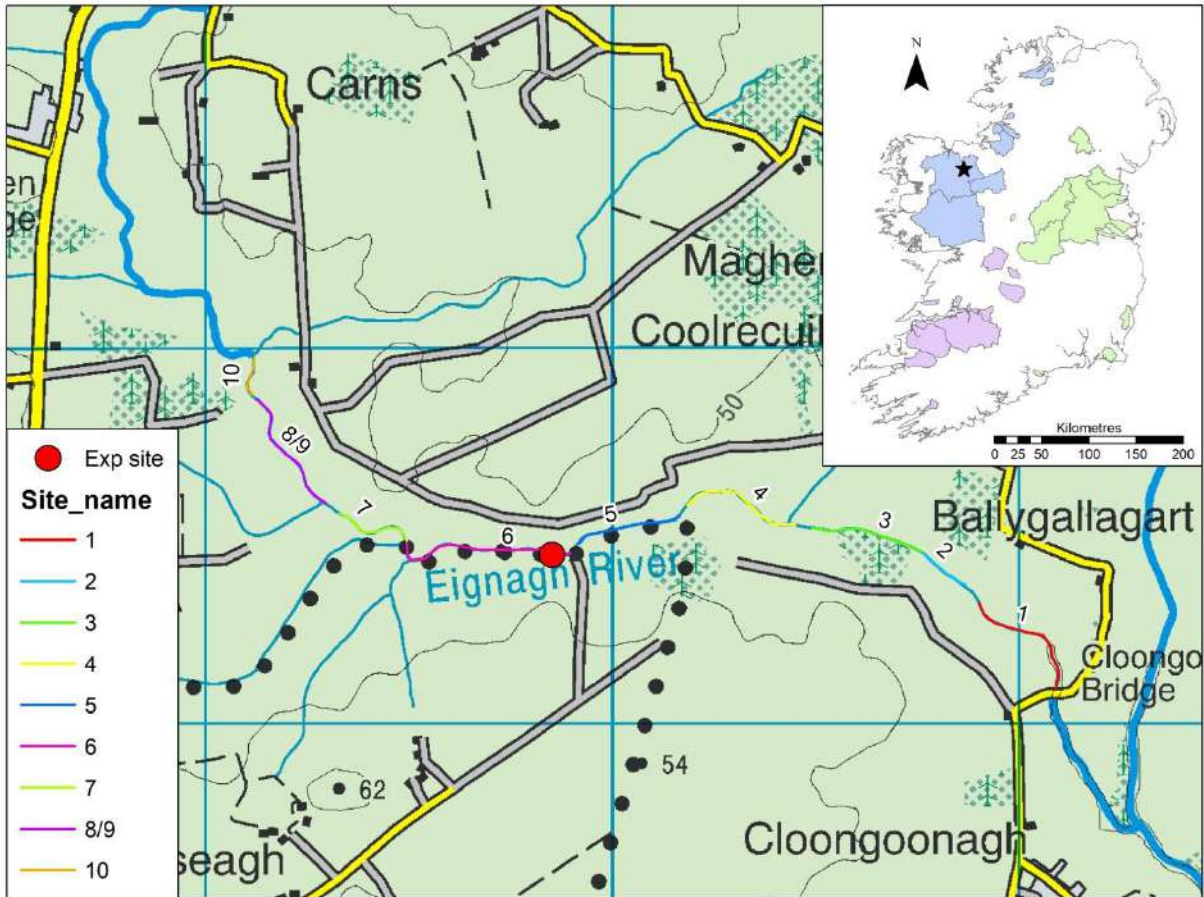 Carns
en
ge
Magher
Coolrecuil
50
10
8/9
7
6
5
4
3
2
1
Eignagh River
Ballygallagart
Cloongo
Bridge
54
62
seagh
Cloongoonagh
N
Kilometres
0 25 50 100 150 200
Exp site
Site_name
1
2
3
4
5
6
7
8/9
10